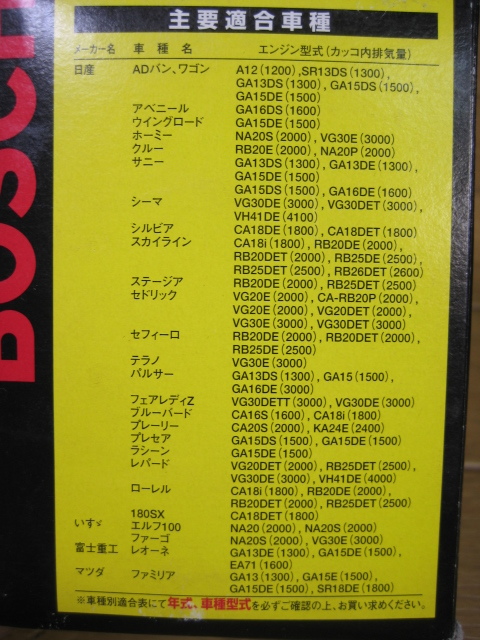 BOSCH
主要適合車種
メーカー名 車種名 エンジン型式(カッコ内排気量)
日産 ADバン、ワゴン A12(1200),SR13DS(1300),
GA13DS(1300), GA15DS(1500),
GA15DE(1500)
アベニール GA16DS(1600)
ウイングロード GA15DE(1500)
ホーミー NA20S(2000), VG30E(3000)
クルー RB20E(2000), NA20P(2000)
サニー GA13DS(1300), GA13DE(1300),
GA15DE(1500)
GA15DS(1500), GA16DE(1600)
シーマ VG30DE(3000), VG30DET(3000),
VH41DE(4100)
シルビア CA18DE(1800), CA18DET(1800)
スカイライン CA18i(1800), RB20DE(2000),
RB20DET(2000), RB25DE(2500),
RB25DET(2500), RB26DET(2600)
ステージア RB20DE(2000), RB25DET(2500)
セドリック VG20E(2000), CA-RB20P(2000),
VG20E(2000), VG20DET(2000),
VG30E(3000), VG30DET(3000)
セフィーロ RB20DE(2000), RB20DET(2000),
RB25DE(2500)
テラノ VG30E(3000)
パルサー GA13DS(1300), GA15(1500),
GA16DE(3000)
フェアレディZ VG30DETT(3000), VG30DE(3000)
ブルーバード CA16S(1600), CA18i(1800)
プレーリー CA20S(2000), KA24E(2400)
プレセア GA15DS(1500), GA15DE(1500)
ラシーン GA15DE(1500)
レパード VG20DET(2000), RB25DET(2500),
VG30DE(3000), VH41DE(4000)
ローレル CA18i(1800), RB20DE(2000),
RB20DET(2000), RB25DET(2500)
180SX CA18DET(1800)
いすゞ エルフ100 NA20(2000), NA20S(2000)
ファーゴ NA20S(2000), VG30E(3000)
富士重工 レオーネ GA13DE(1300), GA15DE(1500),
EA71(1600)
マツダ ファミリア GA13(1300), GA15E(1500),
GA15DE(1500), SR18DE(1800)
※車種別適合表にて年式、車種型式を必ずご確認の上、お買い求めください。